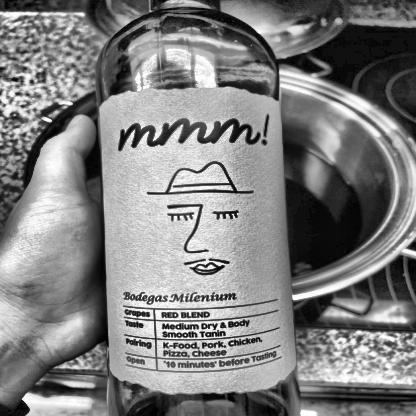 mmm!
Bodegas Milenium
Grapes RED BLEND
Taste Medium Dry & Body
Smooth Tanin
Pairing K-Food, Pork, Chicken,
Pizza, Cheese
Open '10 minutes' before Tasting